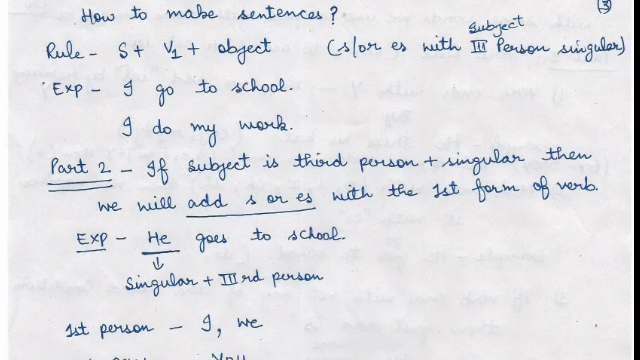 (3)
How to make sentences?
Rule - S + V1 + object (s/or es with III Person singular)
Subject
Exp - I go to school.
I do my work.
Part 2 - If subject is third person + singular then
we will add s or es with the 1st form of verb.
Exp - He goes to school.
↓
Singular + IIIrd person
1st person - I, we
You